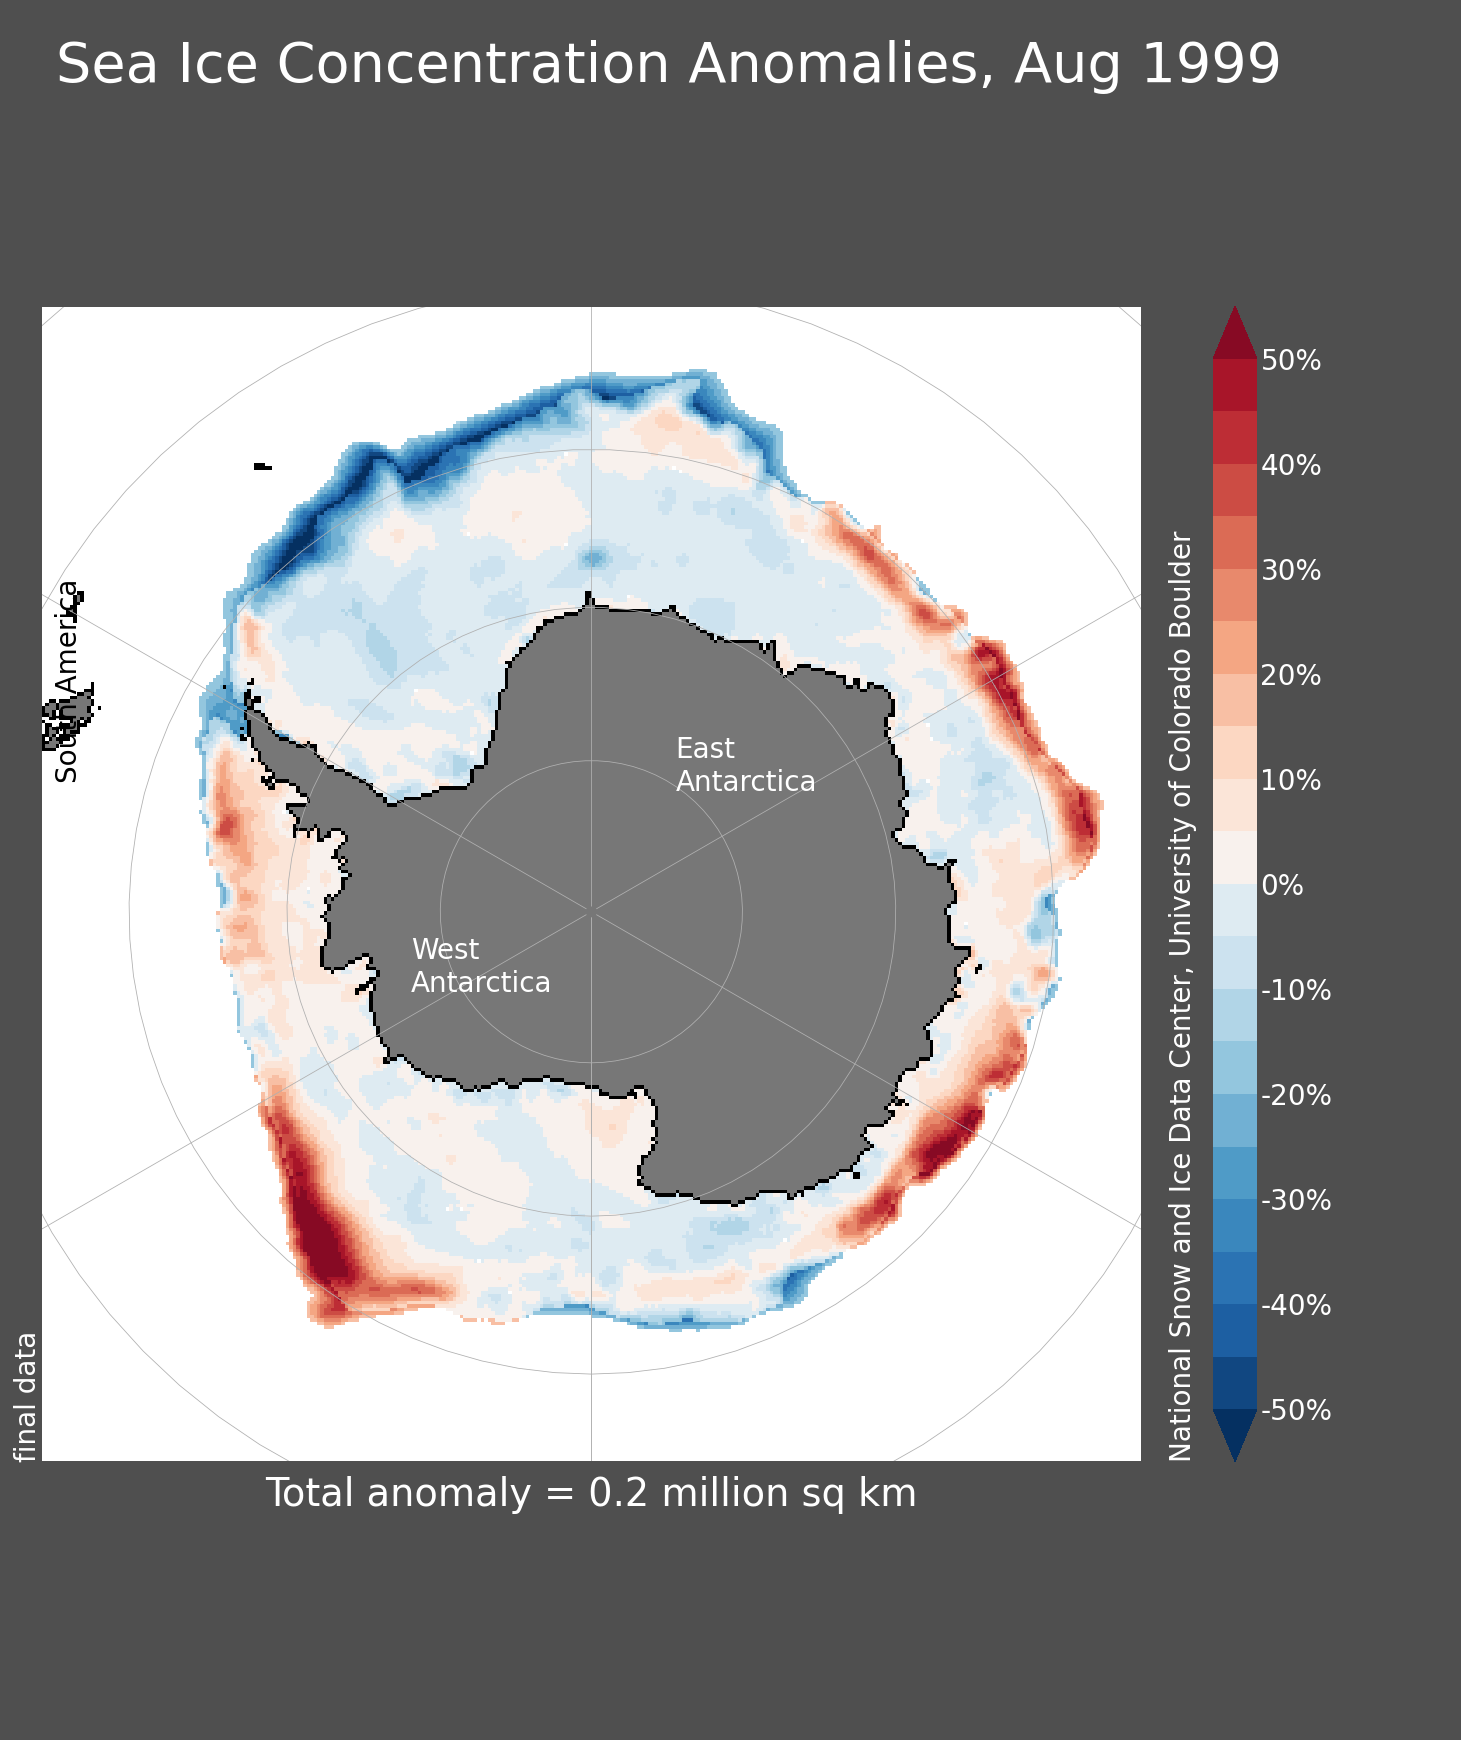 Sea Ice Concentration Anomalies, Aug 1999
South America
East
Antarctica
West
Antarctica
final data
National Snow and Ice Data Center, University of Colorado Boulder
50%
40%
30%
20%
10%
0%
-10%
-20%
-30%
-40%
-50%
Total anomaly = 0.2 million sq km